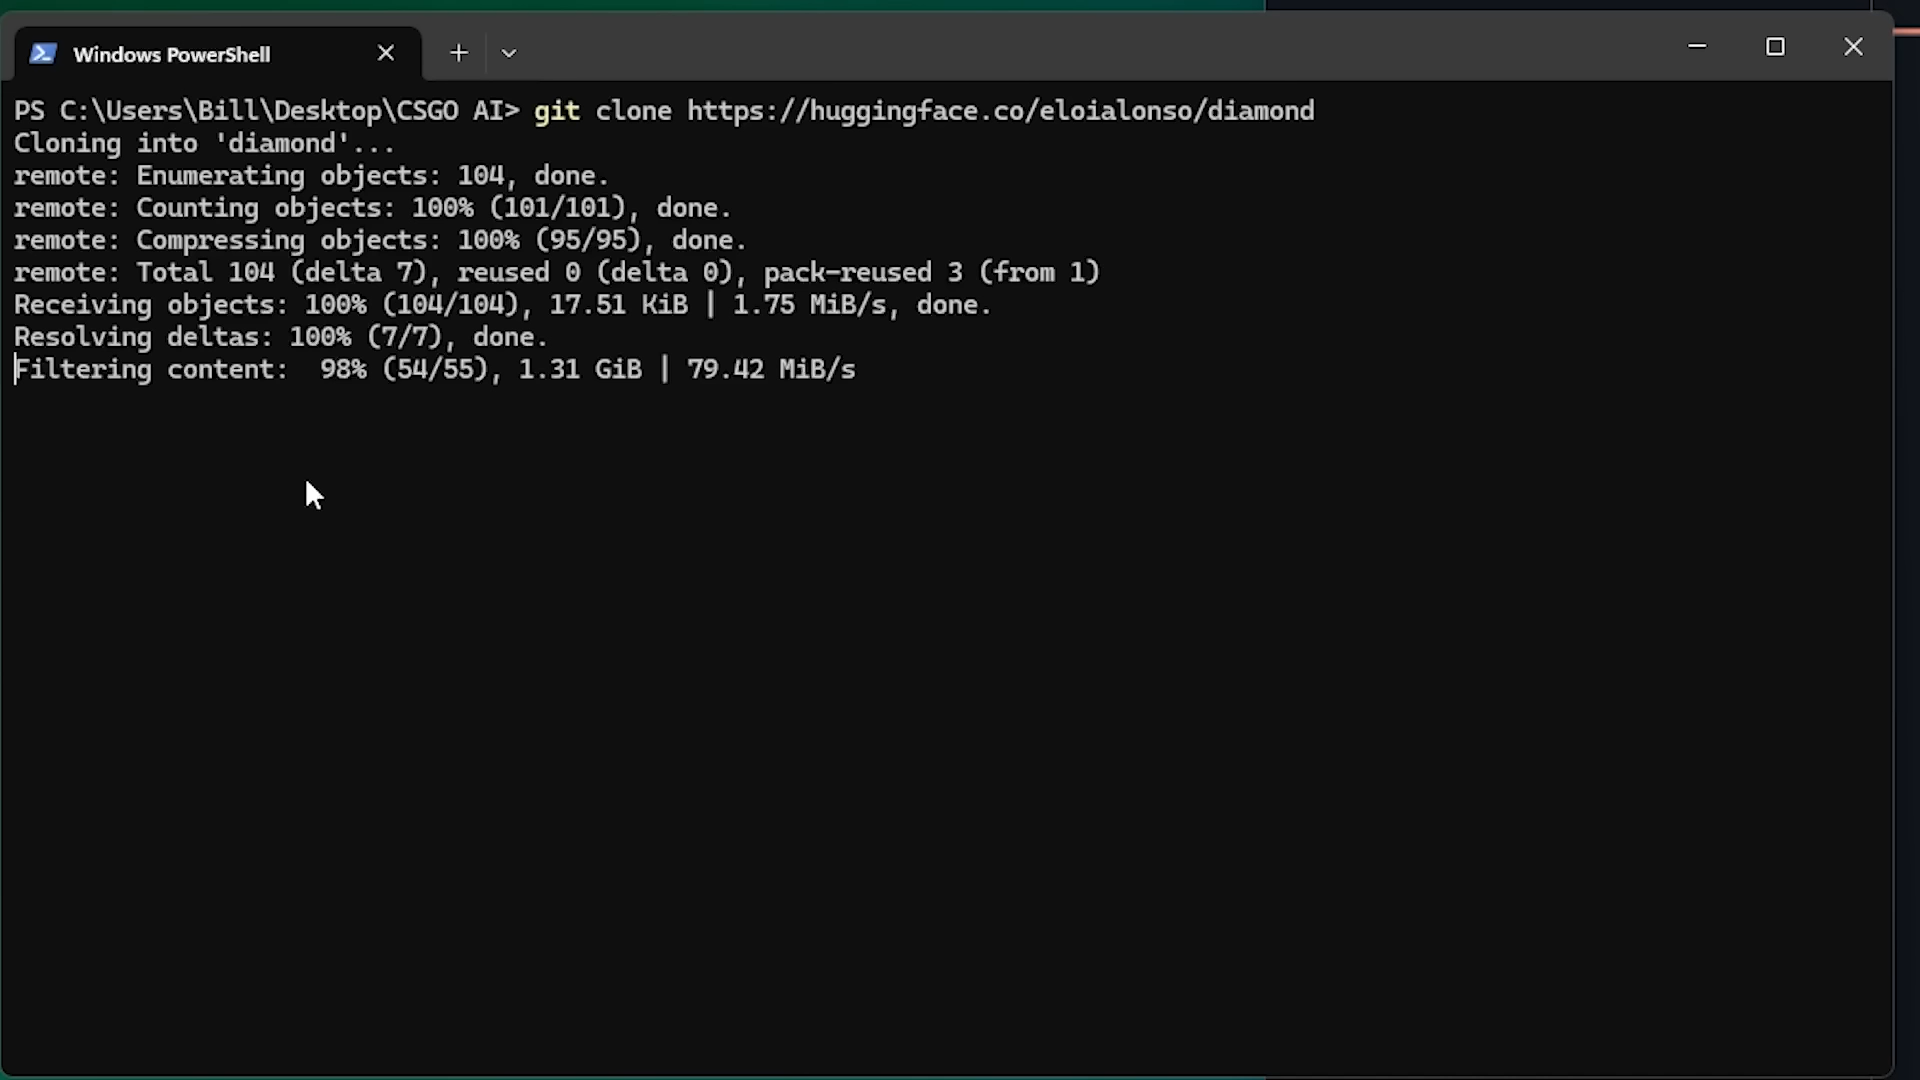 Windows PowerShell
PS C:\Users\Bill\Desktop\CSGO AI> git clone https://huggingface.co/eloialonso/diamond
Cloning into 'diamond'...
remote: Enumerating objects: 104, done.
remote: Counting objects: 100% (101/101), done.
remote: Compressing objects: 100% (95/95), done.
remote: Total 104 (delta 7), reused 0 (delta 0), pack-reused 3 (from 1)
Receiving objects: 100% (104/104), 17.51 KiB | 1.75 MiB/s, done.
Resolving deltas: 100% (7/7), done.
Filtering content:  98% (54/55), 1.31 GiB | 79.42 MiB/s